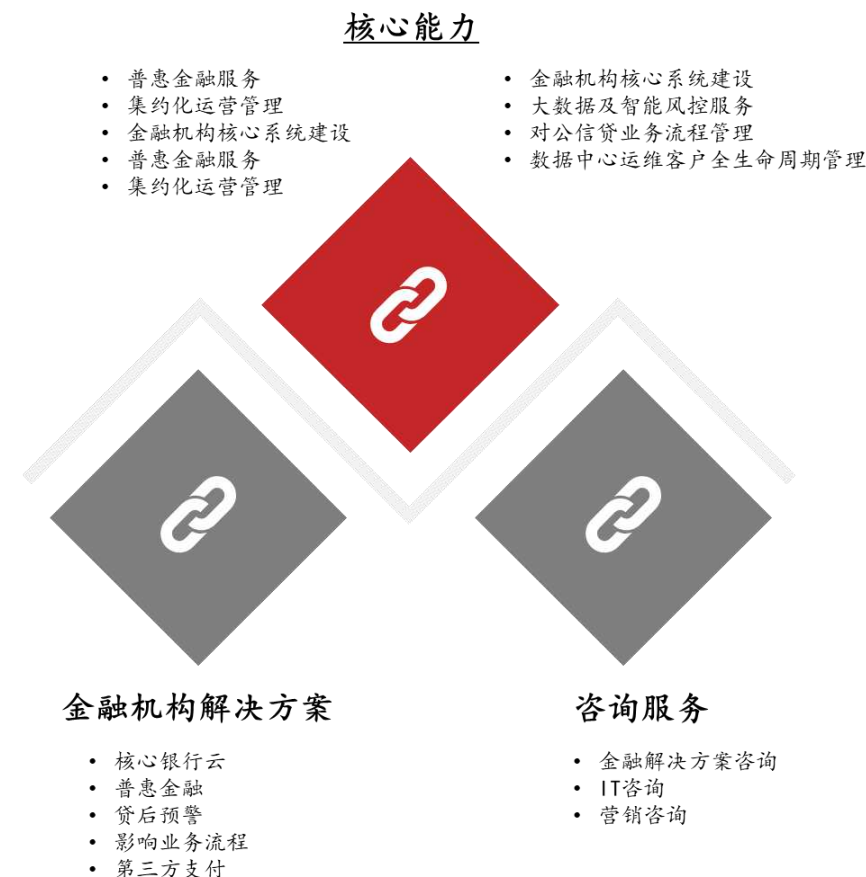 核心能力
• 普惠金融服务
• 集约化运营管理
• 金融机构核心系统建设
• 普惠金融服务
• 集约化运营管理
• 金融机构核心系统建设
• 大数据及智能风控服务
• 对公信贷业务流程管理
• 数据中心运维客户全生命周期管理
金融机构解决方案
• 核心银行云
• 普惠金融
• 贷后预警
• 影响业务流程
• 第三方支付
咨询服务
• 金融解决方案咨询
• IT咨询
• 营销咨询